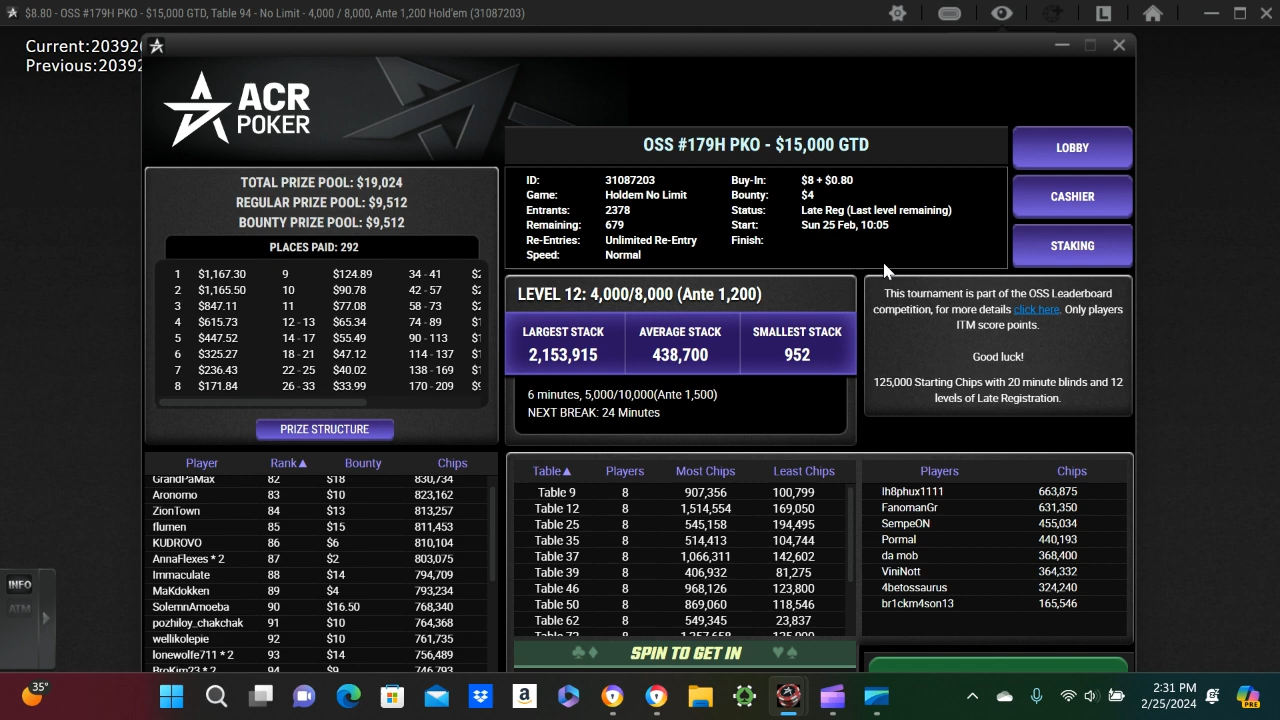 $8.80 - OSS #179H PKO - $15,000 GTD, Table 94 - No Limit - 4,000 / 8,000, Ante 1,200 Hold'em (31087203)
Current:20392
Previous:20392
ACR
POKER
OSS #179H PKO - $15,000 GTD
LOBBY
CASHIER
STAKING
TOTAL PRIZE POOL: $19,024
REGULAR PRIZE POOL: $9,512
BOUNTY PRIZE POOL: $9,512
PLACES PAID: 292
1 $1,167.30 9 $124.89 34 - 41
2 $1,165.50 10 $90.78 42 - 57
3 $847.11 11 $77.08 58 - 73
4 $615.73 12 - 13 $65.34 74 - 89
5 $447.52 14 - 17 $55.49 90 - 113
6 $325.27 18 - 21 $47.12 114 - 137
7 $236.43 22 - 25 $40.02 138 - 169
8 $171.84 26 - 33 $33.99 170 - 209
PRIZE STRUCTURE
ID: 31087203 Buy-In: $8 + $0.80
Game: Holdem No Limit Bounty: $4
Entrants: 2378 Status: Late Reg (Last level remaining)
Remaining: 679 Start: Sun 25 Feb, 10:05
Re-Entries: Unlimited Re-Entry Finish:
Speed: Normal
LEVEL 12: 4,000/8,000 (Ante 1,200)
LARGEST STACK AVERAGE STACK SMALLEST STACK
2,153,915 438,700 952
6 minutes, 5,000/10,000(Ante 1,500)
NEXT BREAK: 24 Minutes
This tournament is part of the OSS Leaderboard
competition, for more details click here. Only players
ITM score points.
Good luck!
125,000 Starting Chips with 20 minute blinds and 12
levels of Late Registration.
Player Rank▲ Bounty Chips
GrandPaMax 82 $18 830,734
Aronomo 83 $10 823,162
ZionTown 84 $13 813,257
flumen 85 $15 811,453
KUDROVO 86 $6 810,104
AnnaFlexes * 2 87 $2 803,075
Immaculate 88 $14 794,709
MaKdokken 89 $4 793,234
SolemnAmoeba 90 $16.50 768,340
pozhiloy_chakchak 91 $10 764,368
wellikolepie 92 $10 761,735
lonewolfe711 * 2 93 $14 756,489
BroKim23 * 2 94 $9 746,793
Table▲ Players Most Chips Least Chips
Table 9 8 907,356 100,799
Table 12 8 1,514,554 169,050
Table 25 8 545,158 194,495
Table 35 8 514,413 104,744
Table 37 8 1,066,311 142,602
Table 39 8 406,932 81,275
Table 46 8 968,126 123,800
Table 50 8 869,060 118,546
Table 62 8 549,345 23,837
SPIN TO GET IN
Players Chips
lh8phux1111 663,875
FanomanGr 631,350
SempeON 455,034
Pormal 440,193
da mob 368,400
ViniNott 364,332
4betossaurus 324,240
br1ckm4son13 165,546
INFO
ATM
35°
2:31 PM
2/25/2024
PRE